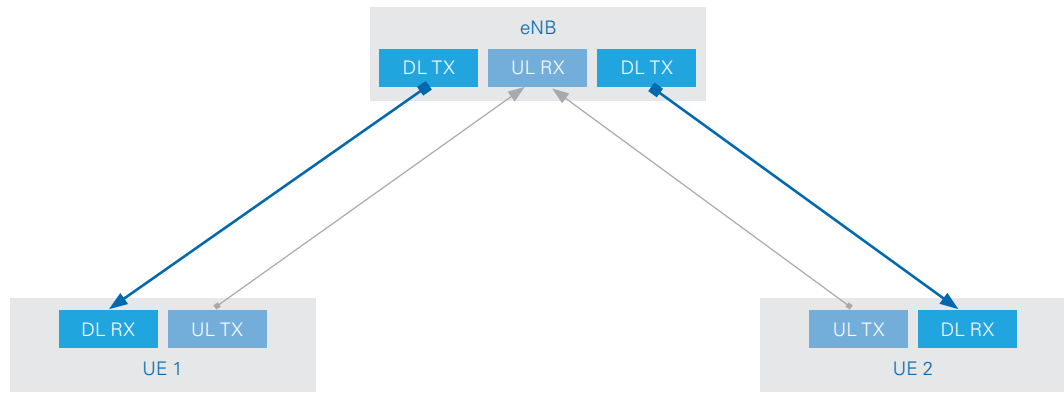 eNB
DL TX
UL RX
DL TX
DL RX
UL TX
UE 1
UL TX
DL RX
UE 2